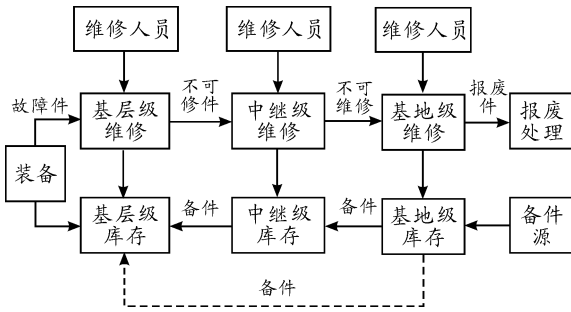 维修人员
维修人员
维修人员
故障件
基层级
维修
不可
修件
中继级
维修
不可
维修
基地级
维修
报废
件
报废
处理
装备
基层级
库存
备件
中继级
库存
备件
基地级
库存
备件
源
备件